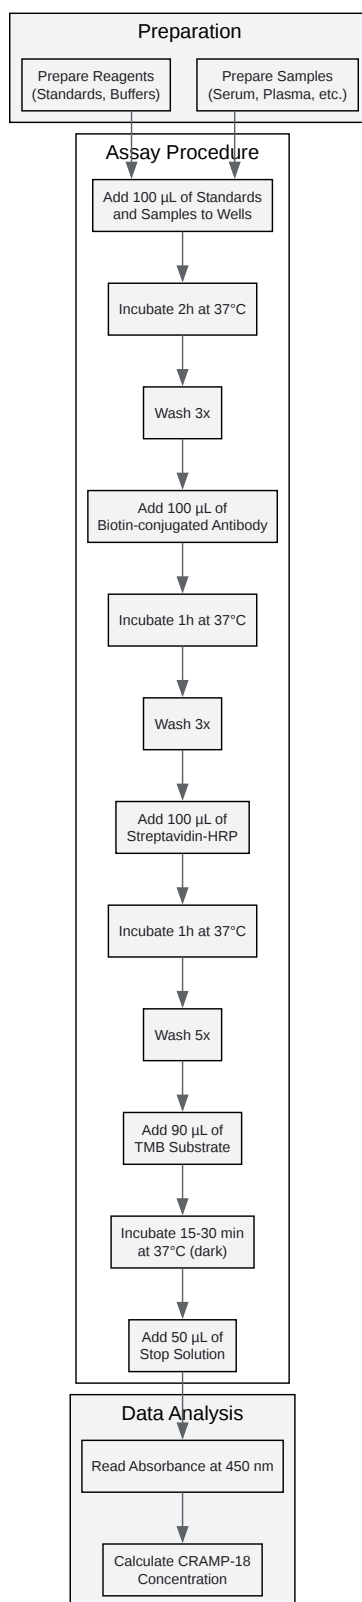 Preparation
Prepare Reagents
(Standards, Buffers)
Prepare Samples
(Serum, Plasma, etc.)
Assay Procedure
Add 100 µL of Standards
and Samples to Wells
Incubate 2h at 37°C
Wash 3x
Add 100 µL of
Biotin-conjugated Antibody
Incubate 1h at 37°C
Wash 3x
Add 100 µL of
Streptavidin-HRP
Incubate 1h at 37°C
Wash 5x
Add 90 µL of
TMB Substrate
Incubate 15-30 min
at 37°C (dark)
Add 50 µL of
Stop Solution
Data Analysis
Read Absorbance at 450 nm
Calculate CRAMP-18
Concentration